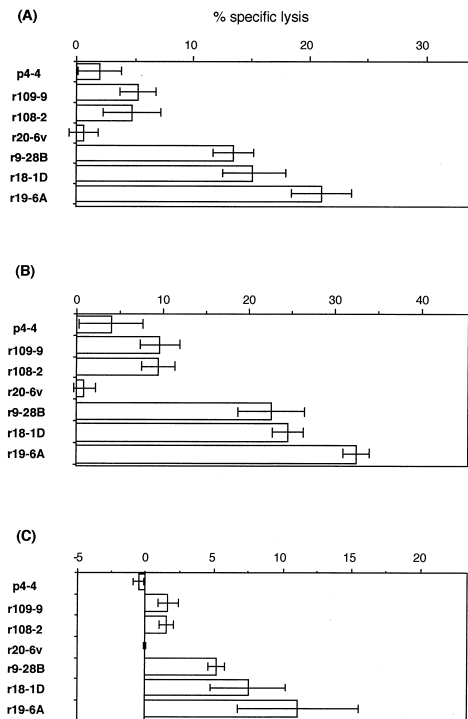 (A)
% specific lysis
0 10 20 30
p4-4
r109-9
r108-2
r20-6v
r9-28B
r18-1D
r19-6A
(B)
0 10 20 30 40
p4-4
r109-9
r108-2
r20-6v
r9-28B
r18-1D
r19-6A
(C)
-5 0 5 10 15 20
p4-4
r109-9
r108-2
r20-6v
r9-28B
r18-1D
r19-6A